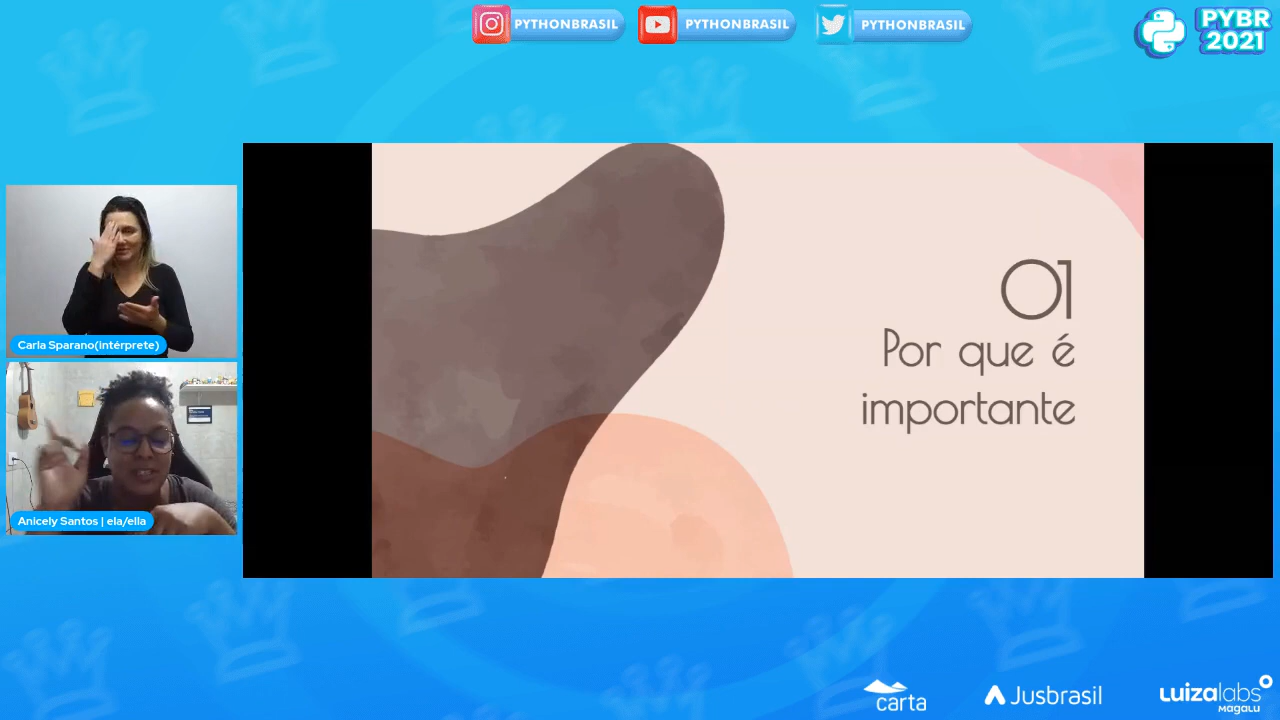 PYTHONBRASIL
PYTHONBRASIL
PYTHONBRASIL
PYBR
2021
01
Por que é
importante
Carla Sparano(intérprete)
Anicely Santos | ela/ella
carta
Jusbrasil
Luizalabs
MAGALU